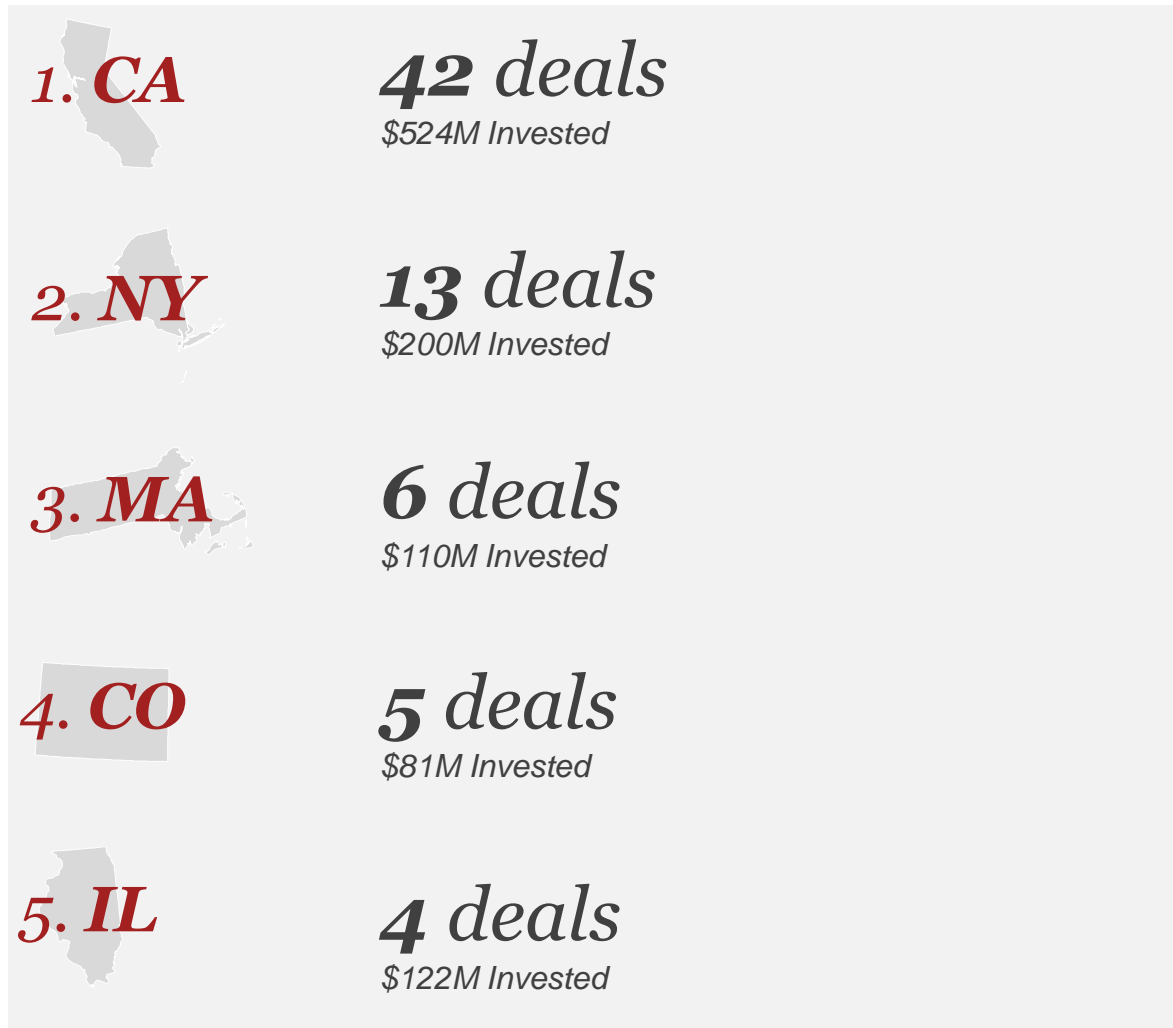 1. CA
42 deals
$524M Invested
2. NY
13 deals
$200M Invested
3. MA
6 deals
$110M Invested
4. CO
5 deals
$81M Invested
5. IL
4 deals
$122M Invested